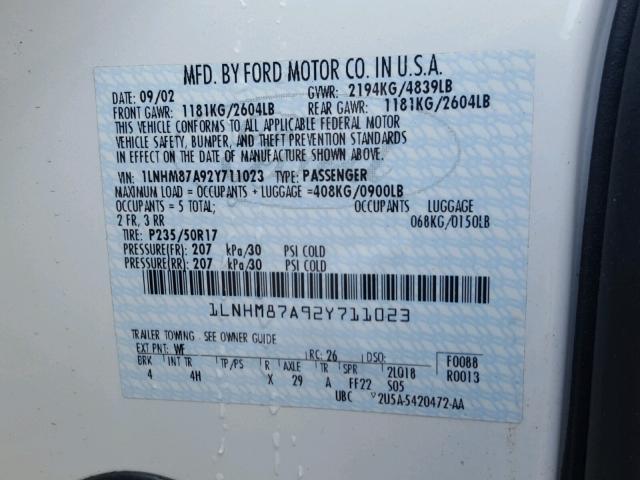 MFD. BY FORD MOTOR CO. IN U.S.A.
DATE: 09/02 GVWR: 2194KG/4839LB
FRONT GAWR: 1181KG/2604LB REAR GAWR: 1181KG/2604LB
THIS VEHICLE CONFORMS TO ALL APPLICABLE FEDERAL MOTOR
VEHICLE SAFETY, BUMPER, AND THEFT PREVENTION STANDARDS
IN EFFECT ON THE DATE OF MANUFACTURE SHOWN ABOVE.
VIN: 1LNHM87A92Y711023 TYPE: PASSENGER
MAXIMUM LOAD = OCCUPANTS + LUGGAGE = 408KG/0900LB
OCCUPANTS = 5 TOTAL; OCCUPANTS LUGGAGE
2 FR, 3 RR 068KG/0150LB
TIRE: P235/50R17
PRESSURE(FR): 207 kPa/30 PSI COLD
PRESSURE(RR): 207 kPa/30 PSI COLD
1LNHM87A92Y711023
TRAILER TOWING - SEE OWNER GUIDE
EXT PNT: WF RC: 26 DSO: F0088
BRK INT TR TP/PS R AXLE TR SPR 2LQ18 R0013
4 4H X 29 A FF22 S05
UBC 2U5A-5420472-AA